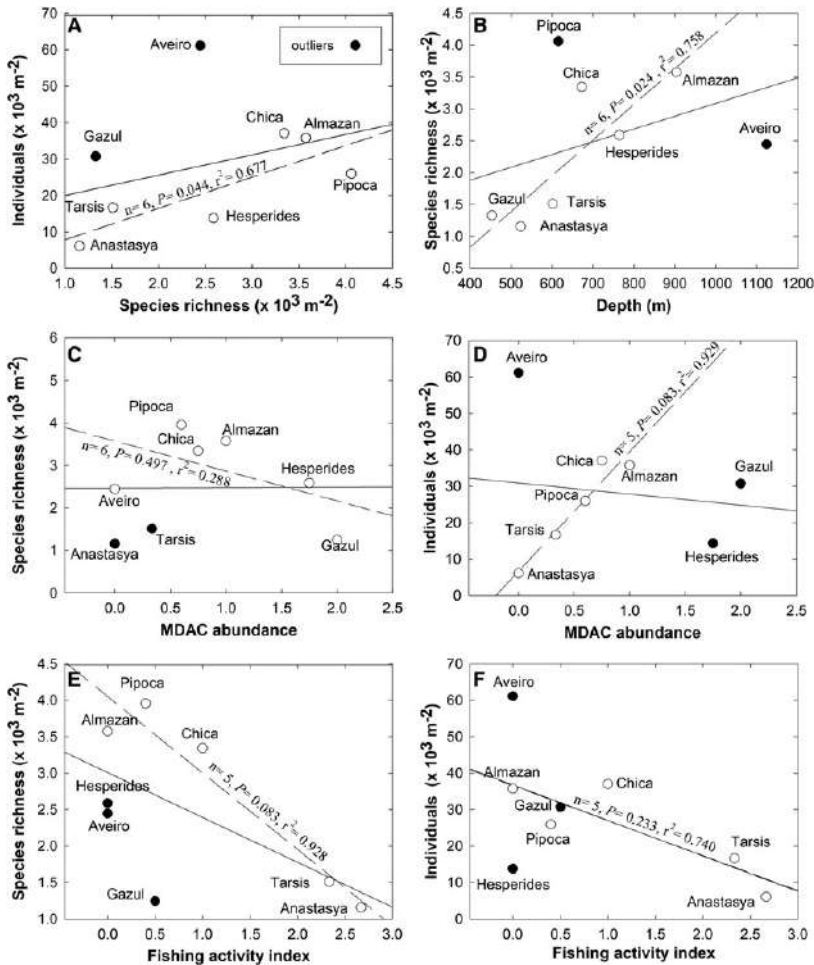 A
Individuals (x 10³ m⁻²)
70
60
50
40
30
20
10
0
Aveiro
outliers
Gazul
Chica
Almazan
Pipoca
Tarsis
Hesperides
Anastasya
n= 6, P= 0.044, r²= 0.677
1.0 1.5 2.0 2.5 3.0 3.5 4.0 4.5
Species richness (x 10³ m⁻²)
B
Species richness (x 10³ m⁻²)
4.5
4.0
3.5
3.0
2.5
2.0
1.5
1.0
0.5
Pipoca
Chica
Almazan
Hesperides
Aveiro
Gazul
Tarsis
Anastasya
n= 6, P= 0.024, r²= 0.758
400 500 600 700 800 900 1000 1100 1200
Depth (m)
C
Species richness (x 10³ m⁻²)
6
5
4
3
2
1
0
Pipoca
Chica
Almazan
Hesperides
n= 6, P= 0.497 , r²= 0.288
Aveiro
Anastasya
Tarsis
Gazul
0.0 0.5 1.0 1.5 2.0 2.5
MDAC abundance
D
Individuals (x 10³ m⁻²)
70
60
50
40
30
20
10
0
Aveiro
n= 5, P= 0.083, r²= 0.929
Chica
Almazan
Gazul
Pipoca
Tarsis
Hesperides
Anastasya
0.0 0.5 1.0 1.5 2.0 2.5
MDAC abundance
E
Species richness (x 10³ m⁻²)
4.5
4.0
3.5
3.0
2.5
2.0
1.5
1.0
Pipoca
Almazan
Chica
Hesperides
Aveiro
n= 5, P= 0.083, r²= 0.928
Gazul
Tarsis
Anastasya
0.0 0.5 1.0 1.5 2.0 2.5 3.0
Fishing activity index
F
Individuals (x 10³ m⁻²)
70
60
50
40
30
20
10
0
Aveiro
Almazan
Chica
Gazul
n= 5, P= 0.233, r²= 0.740
Pipoca
Tarsis
Hesperides
Anastasya
0.0 0.5 1.0 1.5 2.0 2.5 3.0
Fishing activity index